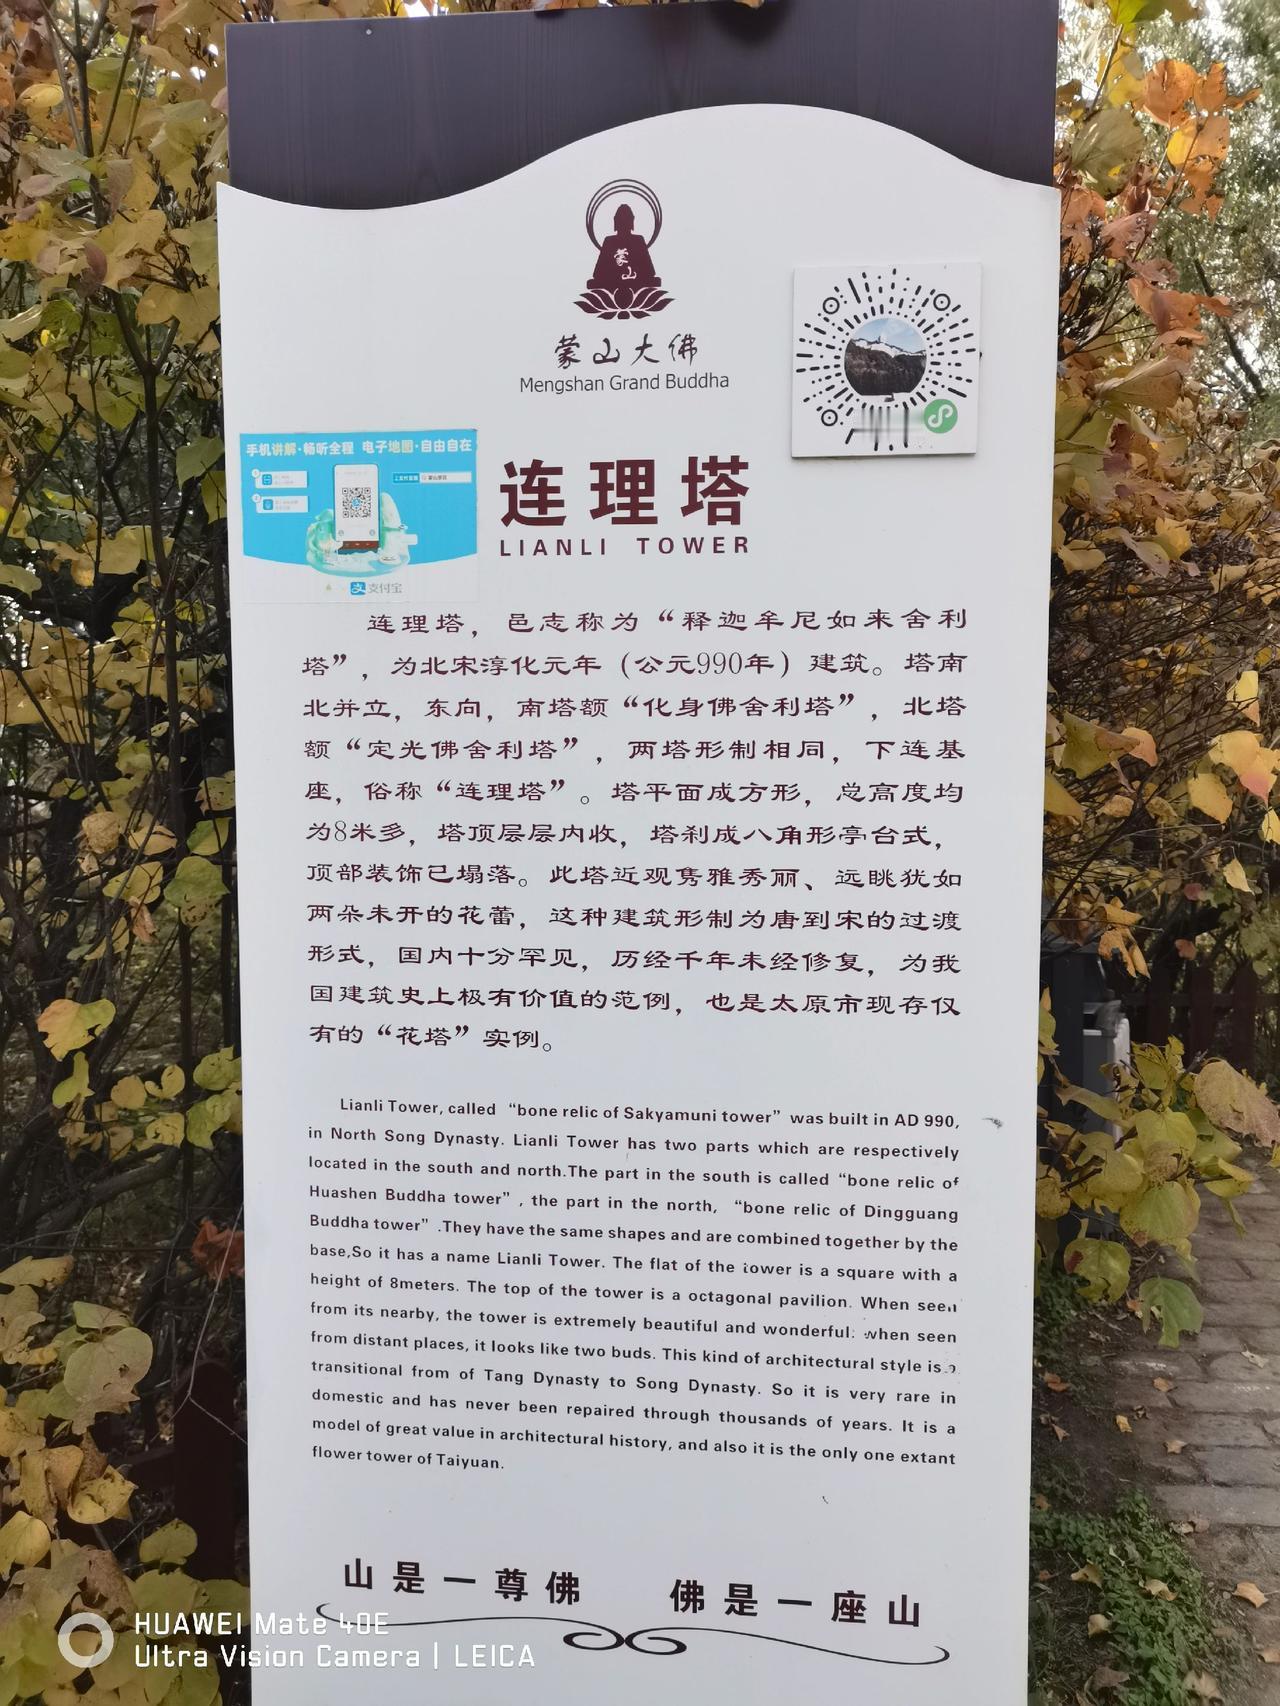 蒙山
蒙山大佛
Mengshan Grand Buddha
手机讲解·畅听全程 电子地图·自由自在
支付宝
连理塔
LIANLI TOWER
连理塔，邑志称为“释迦牟尼如来舍利
塔”，为北宋淳化元年（公元990年）建筑。塔南
北并立，东向，南塔额“化身佛舍利塔”，北塔
额“定光佛舍利塔”，两塔形制相同，下连基
座，俗称“连理塔”。塔平面成方形，总高度均
为8米多，塔顶层层内收，塔刹成八角形亭台式，
顶部装饰已塌落。此塔近观隽雅秀丽、远眺犹如
两朵未开的花蕾，这种建筑形制为唐到宋的过渡
形式，国内十分罕见，历经千年未经修复，为我
国建筑史上极有价值的范例，也是太原市现存仅
有的“花塔”实例。
Lianli Tower, called “bone relic of Sakyamuni tower” was built in AD 990,
in North Song Dynasty. Lianli Tower has two parts which are respectively
located in the south and north.The part in the south is called “bone relic of
Huashen Buddha tower”, the part in the north, “bone relic of Dingguang
Buddha tower” .They have the same shapes and are combined together by the
base,So it has a name Lianli Tower. The flat of the tower is a square with a
height of 8meters. The top of the tower is a octagonal pavilion. When seen
from its nearby, the tower is extremely beautiful and wonderful: when seen
from distant places, it looks like two buds. This kind of architectural style is a
transitional from of Tang Dynasty to Song Dynasty. So it is very rare in
domestic and has never been repaired through thousands of years. It is a
model of great value in architectural history, and also it is the only one extant
flower tower of Taiyuan.
山是一尊佛 佛是一座山
HUAWEI Mate 40E
Ultra Vision Camera | LEICA